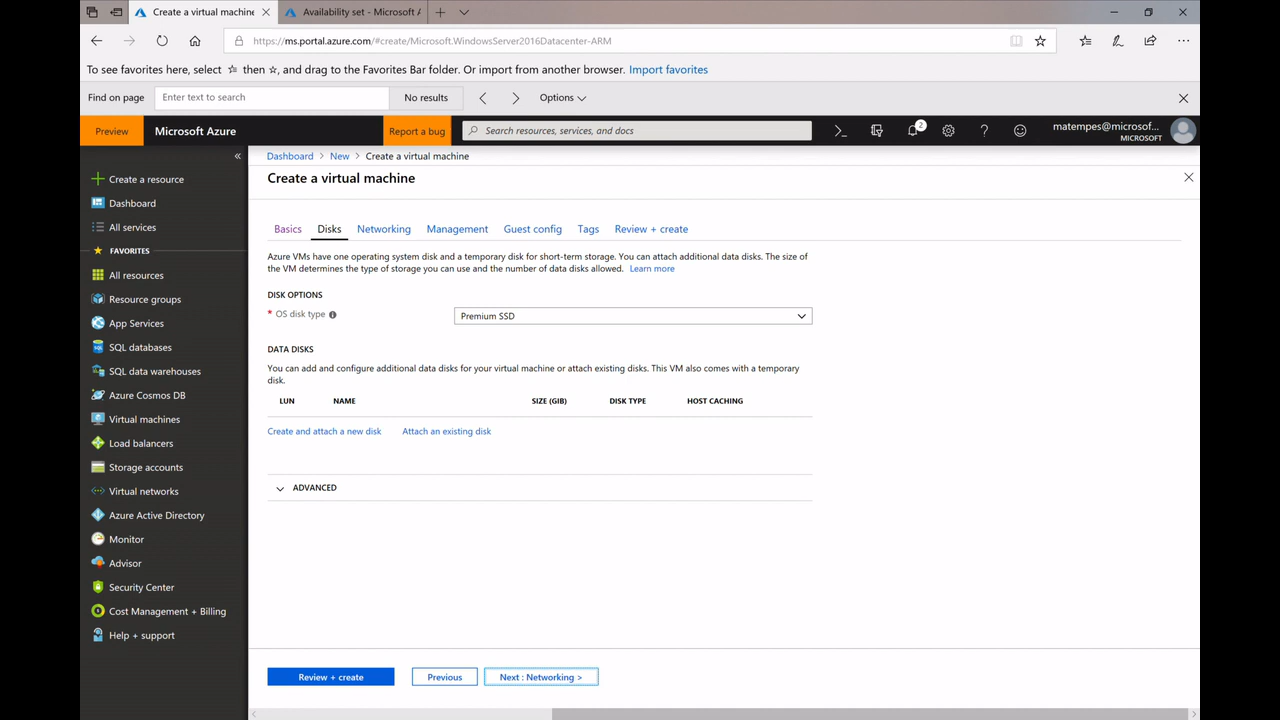 Create a virtual machine
Availability set - Microsoft A
https://ms.portal.azure.com/#create/Microsoft.WindowsServer2016Datacenter-ARM
To see favorites here, select then , and drag to the Favorites Bar folder. Or import from another browser. Import favorites
Find on page
Enter text to search
No results
Options
Preview
Microsoft Azure
Report a bug
Search resources, services, and docs
2
matempes@microsof...
MICROSOFT
Dashboard > New > Create a virtual machine
Create a virtual machine
Create a resource
Dashboard
All services
FAVORITES
All resources
Resource groups
App Services
SQL databases
SQL data warehouses
Azure Cosmos DB
Virtual machines
Load balancers
Storage accounts
Virtual networks
Azure Active Directory
Monitor
Advisor
Security Center
Cost Management + Billing
Help + support
Basics Disks Networking Management Guest config Tags Review + create
Azure VMs have one operating system disk and a temporary disk for short-term storage. You can attach additional data disks. The size of
the VM determines the type of storage you can use and the number of data disks allowed. Learn more
DISK OPTIONS
* OS disk type
Premium SSD
DATA DISKS
You can add and configure additional data disks for your virtual machine or attach existing disks. This VM also comes with a temporary
disk.
LUN NAME SIZE (GIB) DISK TYPE HOST CACHING
Create and attach a new disk Attach an existing disk
ADVANCED
Review + create Previous Next : Networking >